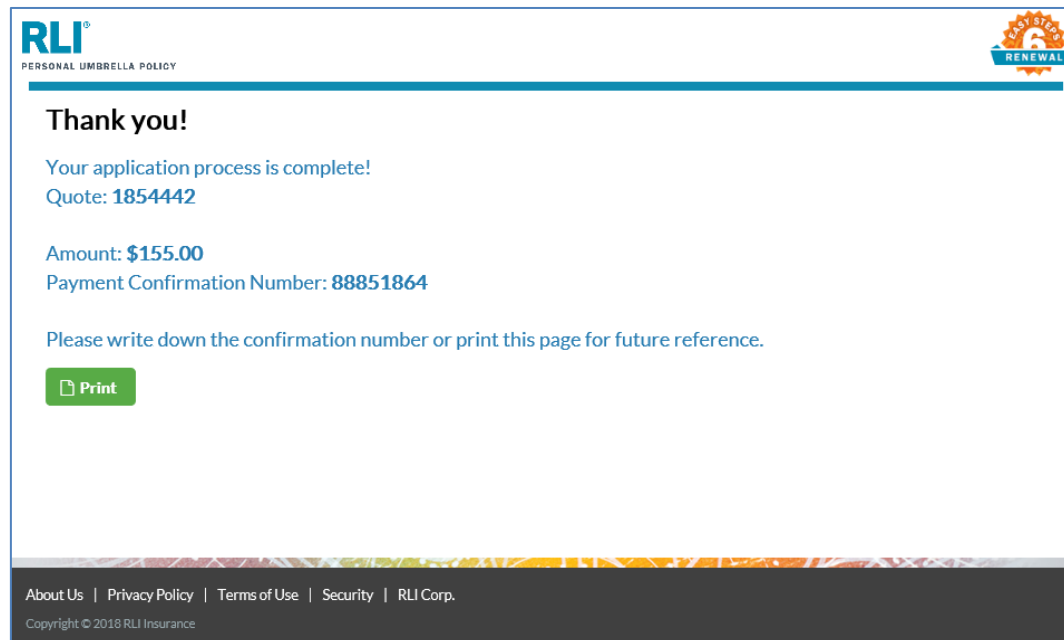 RLI®
PERSONAL UMBRELLA POLICY
EASY STEPS
6
RENEWAL
Thank you!
Your application process is complete!
Quote: 1854442
Amount: $155.00
Payment Confirmation Number: 88851864
Please write down the confirmation number or print this page for future reference.
Print
About Us | Privacy Policy | Terms of Use | Security | RLI Corp.
Copyright © 2018 RLI Insurance